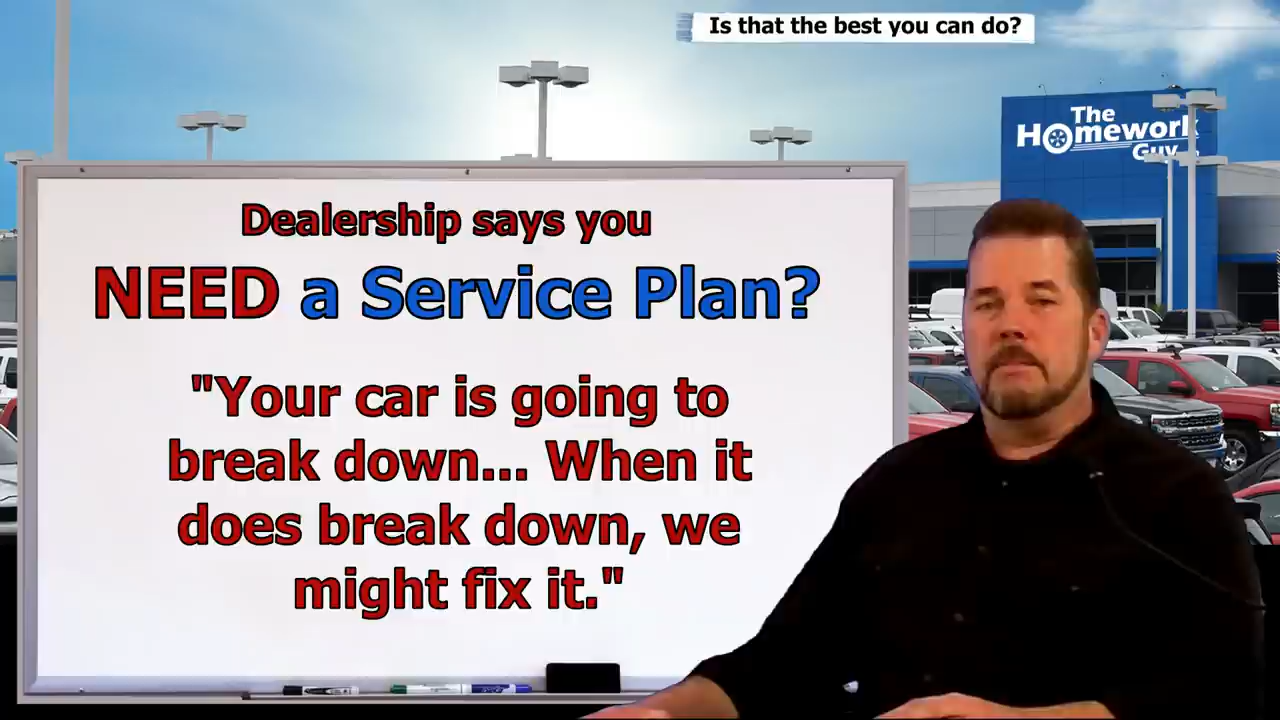 Is that the best you can do?
The
Homework
Guy
Dealership says you
NEED a Service Plan?
"Your car is going to
break down... When it
does break down, we
might fix it."